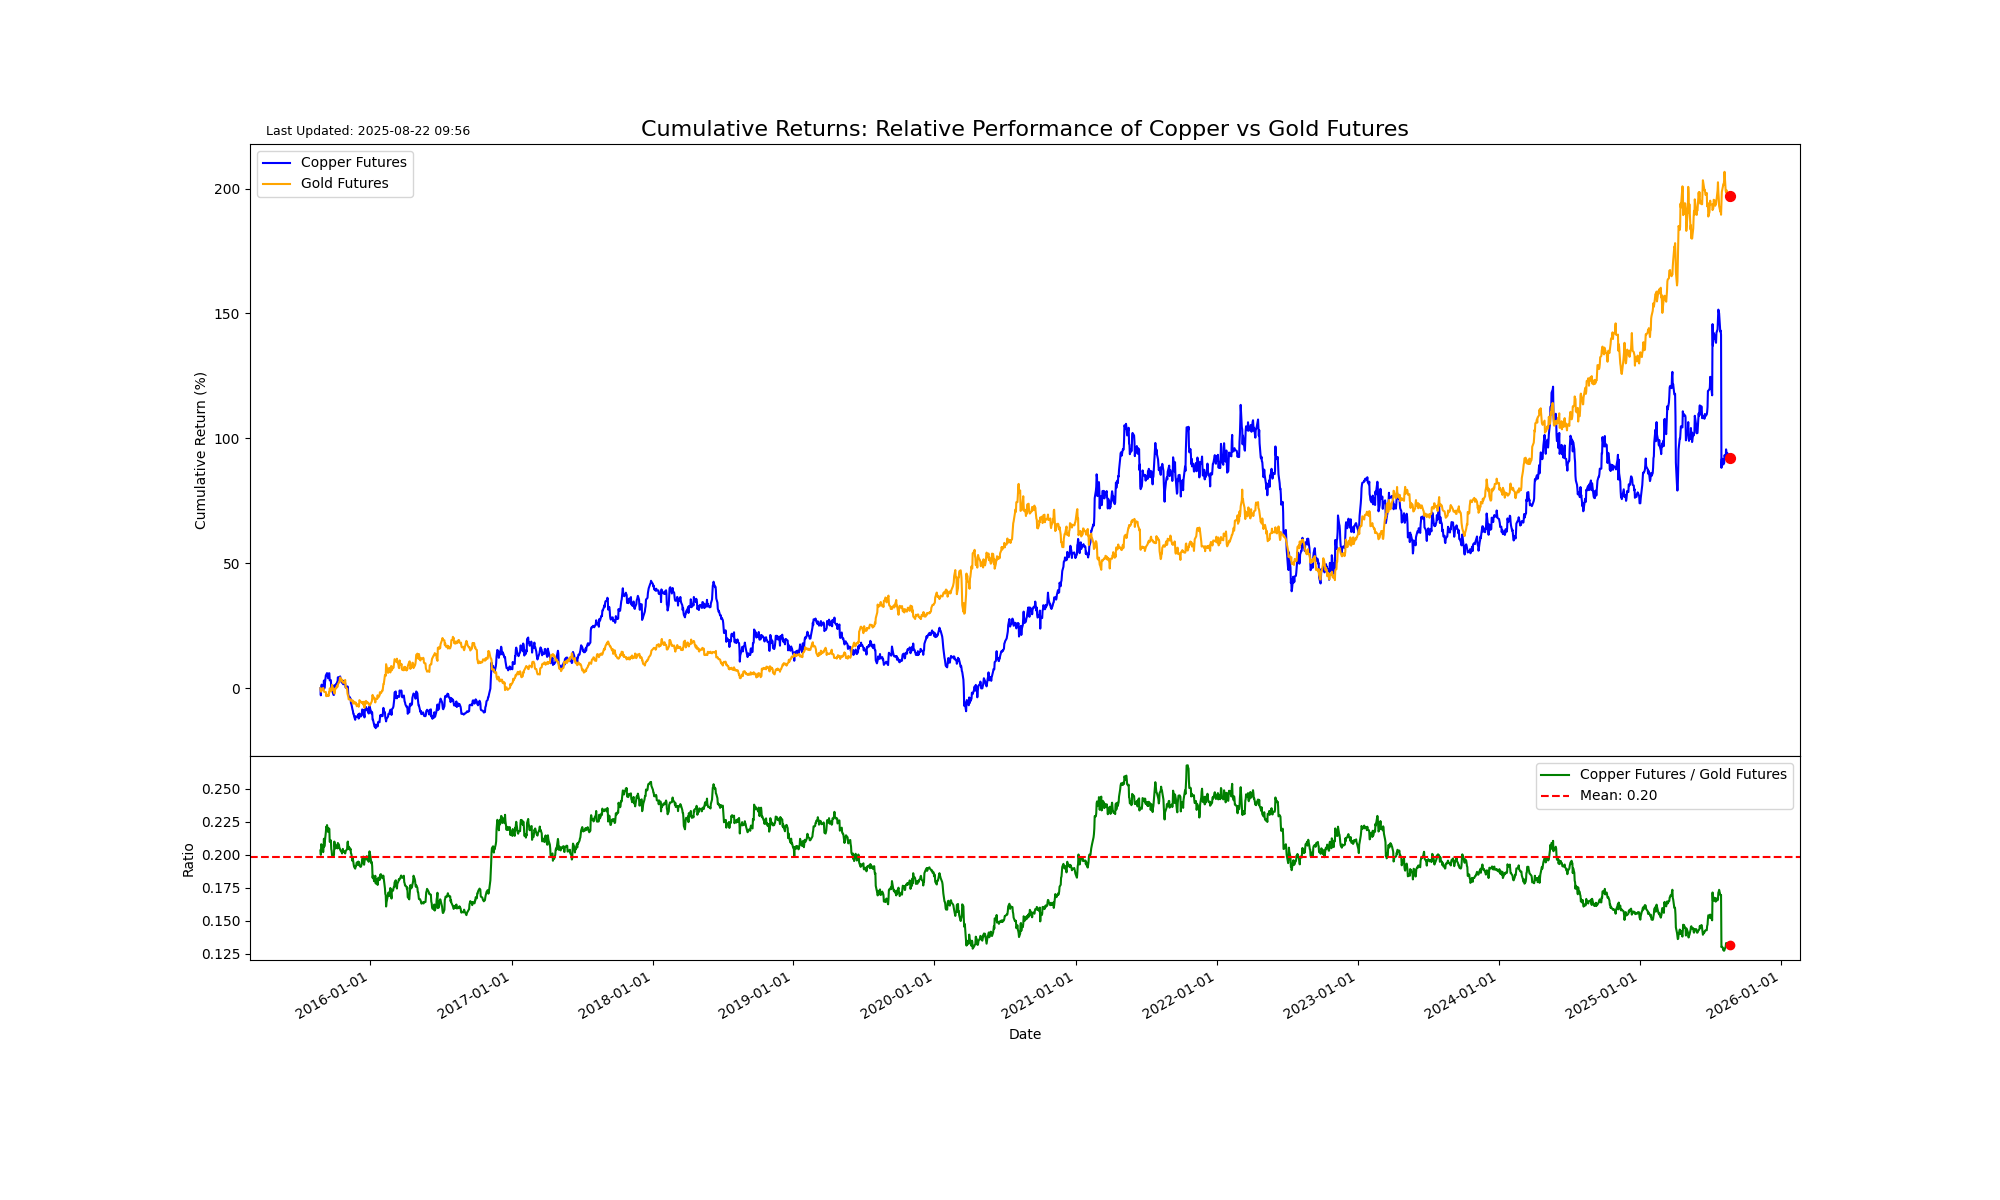 Last Updated: 2025-08-22 09:56
Cumulative Returns: Relative Performance of Copper vs Gold Futures
Copper Futures
Gold Futures
200
150
100
50
0
Cumulative Return (%)
Copper Futures / Gold Futures
Mean: 0.20
0.250
0.225
0.200
0.175
0.150
0.125
Ratio
2016-01-01
2017-01-01
2018-01-01
2019-01-01
2020-01-01
2021-01-01
2022-01-01
2023-01-01
2024-01-01
2025-01-01
2026-01-01
Date